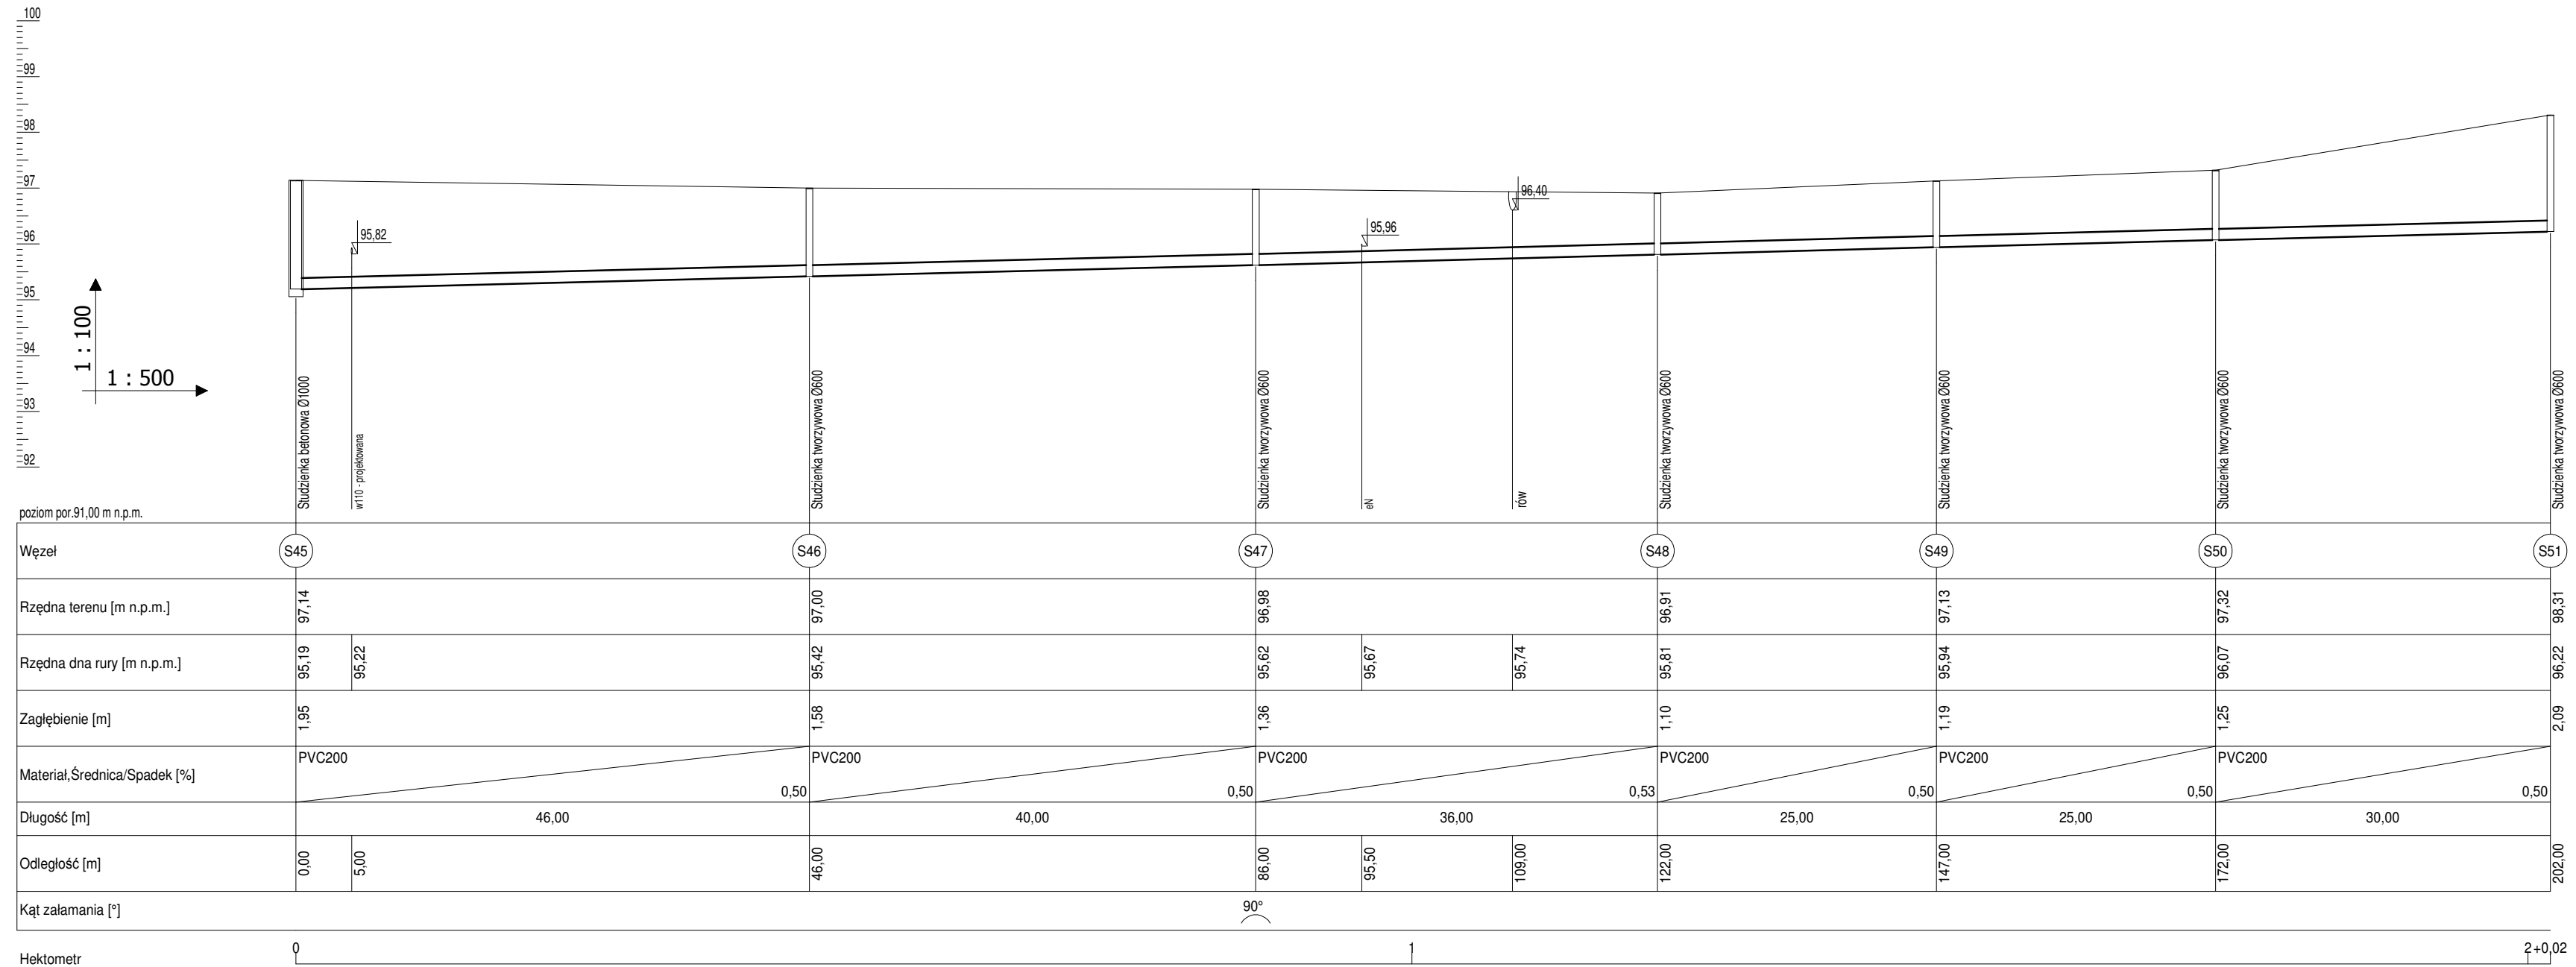 100
99
98
97
96
95
94
93
92
1 : 100
1 : 500
95,82
95,96
96,40
Studzienka betonowa Ø1000
w110 - projektowana
Studzienka tworzywowa Ø600
Studzienka tworzywowa Ø600
eN
rów
Studzienka tworzywowa Ø600
Studzienka tworzywowa Ø600
Studzienka tworzywowa Ø600
Studzienka tworzywowa Ø600
poziom por.91,00 m n.p.m.
Węzeł S45 S46 S47 S48 S49 S50 S51
Rzędna terenu [m n.p.m.] 97,14 97,00 96,98 96,91 97,13 97,32 98,31
Rzędna dna rury [m n.p.m.] 95,19 95,22 95,42 95,62 95,67 95,74 95,81 95,94 96,07 96,22
Zagłębienie [m] 1,95 1,58 1,36 1,10 1,19 1,25 2,09
PVC200 PVC200 PVC200 PVC200 PVC200 PVC200
Materiał,Średnica/Spadek [%]
0,50 0,50 0,53 0,50 0,50 0,50
Długość [m] 46,00 40,00 36,00 25,00 25,00 30,00
Odległość [m] 0,00 5,00 46,00 86,00 95,50 109,00 122,00 147,00 172,00 202,00
Kąt załamania [°] 90°
Hektometr 0 1 2+0,02